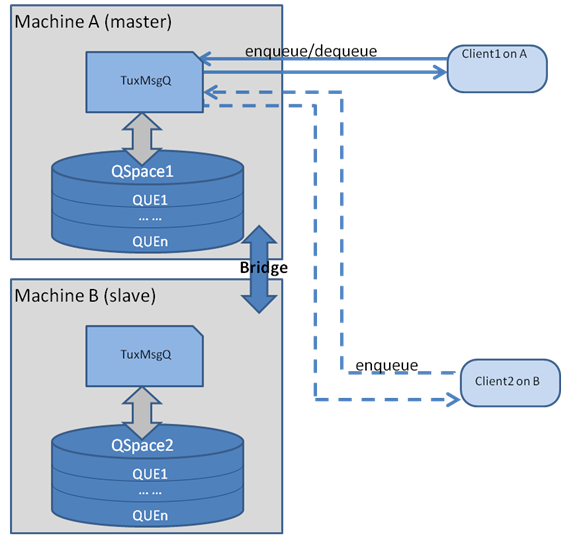 Machine A (master)
enqueue/dequeue
Client1 on A
TuxMsgQ
QSpace1
QUE1
... ...
QUEn
Bridge
Machine B (slave)
TuxMsgQ
enqueue
Client2 on B
QSpace2
QUE1
... ...
QUEn